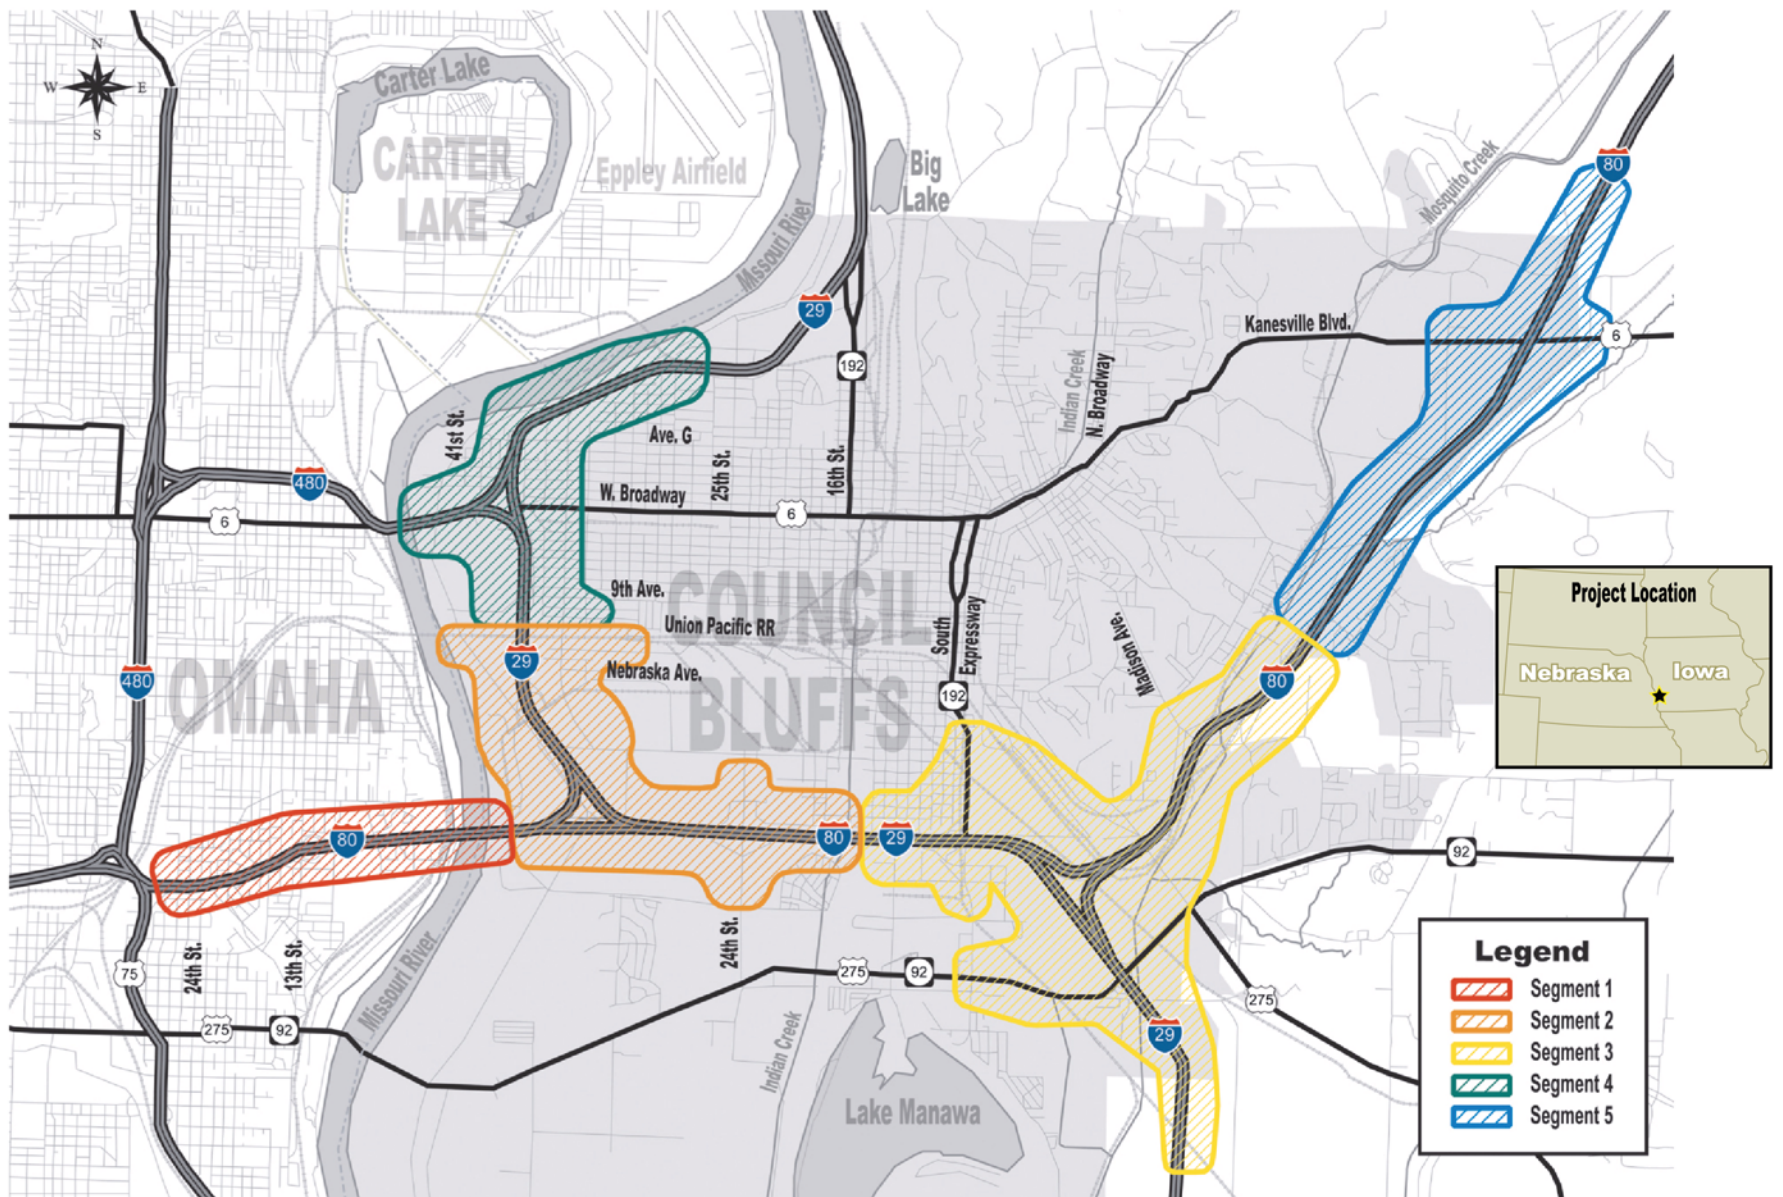 N
W
E
S
Carter Lake
CARTER
LAKE
Eppley Airfield
Big
Lake
Missouri River
Mosquito Creek
80
29
192
Kanesville Blvd.
6
Indian Creek
N. Broadway
41st St.
Ave. G
25th St.
16th St.
480
6
W. Broadway
6
9th Ave.
COUNCIL
BLUFFS
Union Pacific RR
Nebraska Ave.
29
South
Expressway
192
Madison Ave.
80
Project Location
Nebraska
Iowa
480
OMAHA
80
80
29
92
24th St.
13th St.
75
275
92
Missouri River
24th St.
275
92
Indian Creek
Lake Manawa
29
275
Legend
Segment 1
Segment 2
Segment 3
Segment 4
Segment 5